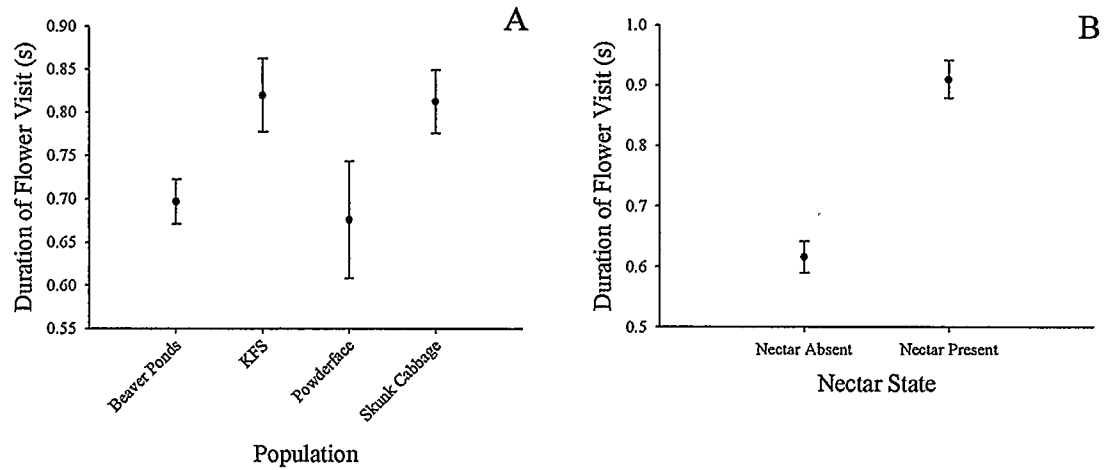 A
Duration of Flower Visit (s)
0.90
0.85
0.80
0.75
0.70
0.65
0.60
0.55
Beaver Ponds
KFS
Powderface
Skunk Cabbage
Population
B
Duration of Flower Visit (s)
1.0
0.9
0.8
0.7
0.6
0.5
Nectar Absent
Nectar Present
Nectar State